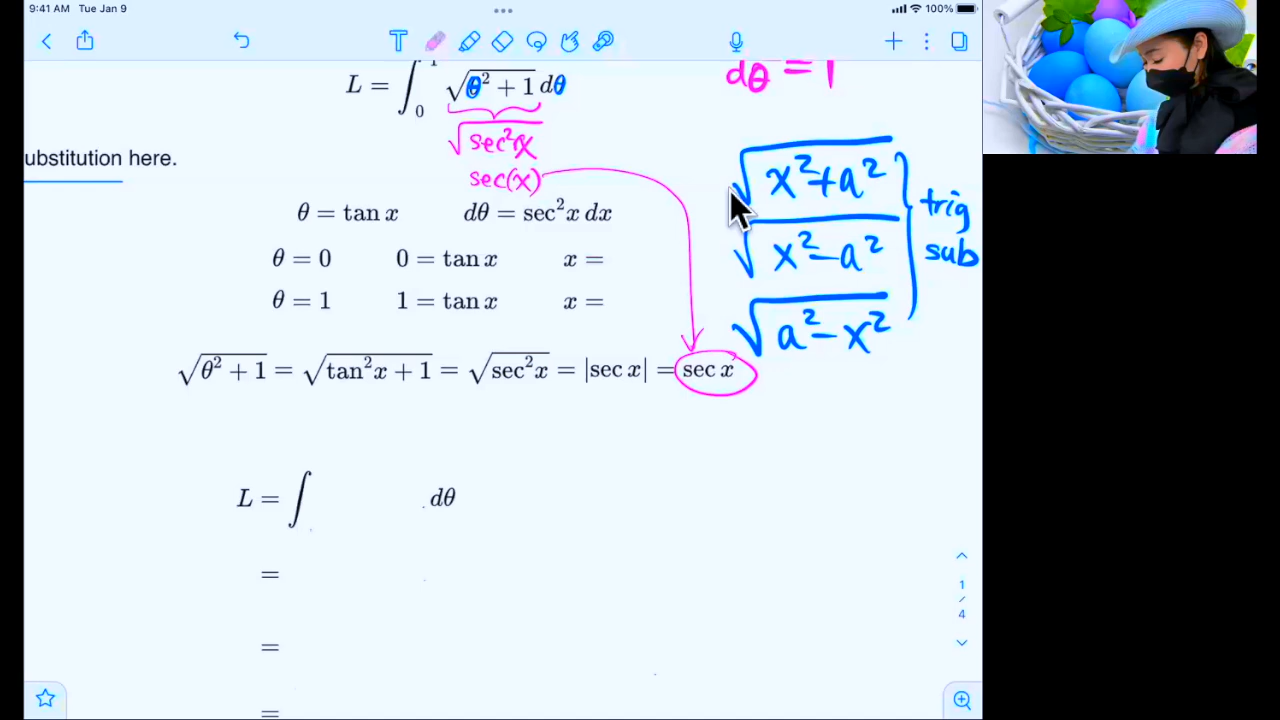 9:41 AM Tue Jan 9
100%
L = ∫₀¹ √(θ² + 1) dθ
dθ = 1
√(sec²x)
sec(x)
ubstitution here.
θ = tan x dθ = sec²x dx
θ = 0 0 = tan x x =
θ = 1 1 = tan x x =
√(x²+a²)
√(x²–a²)
√(a²–x²)
trig
sub
√(θ² + 1) = √(tan²x + 1) = √(sec²x) = |sec x| = sec x
L = ∫ dθ
=
=
=
1
/
4